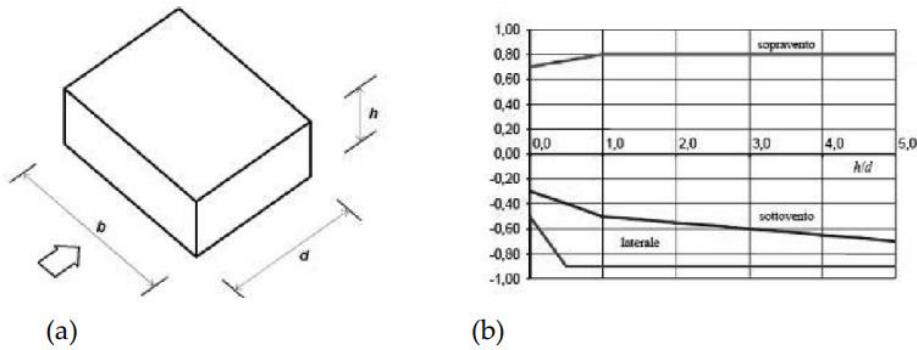 h
b
d
(a)
1,00
0,80
0,60
0,40
0,20
0,00
-0,20
-0,40
-0,60
-0,80
-1,00
sopravento
0,0 1,0 2,0 3,0 4,0 5,0
h/d
sottovento
laterale
(b)